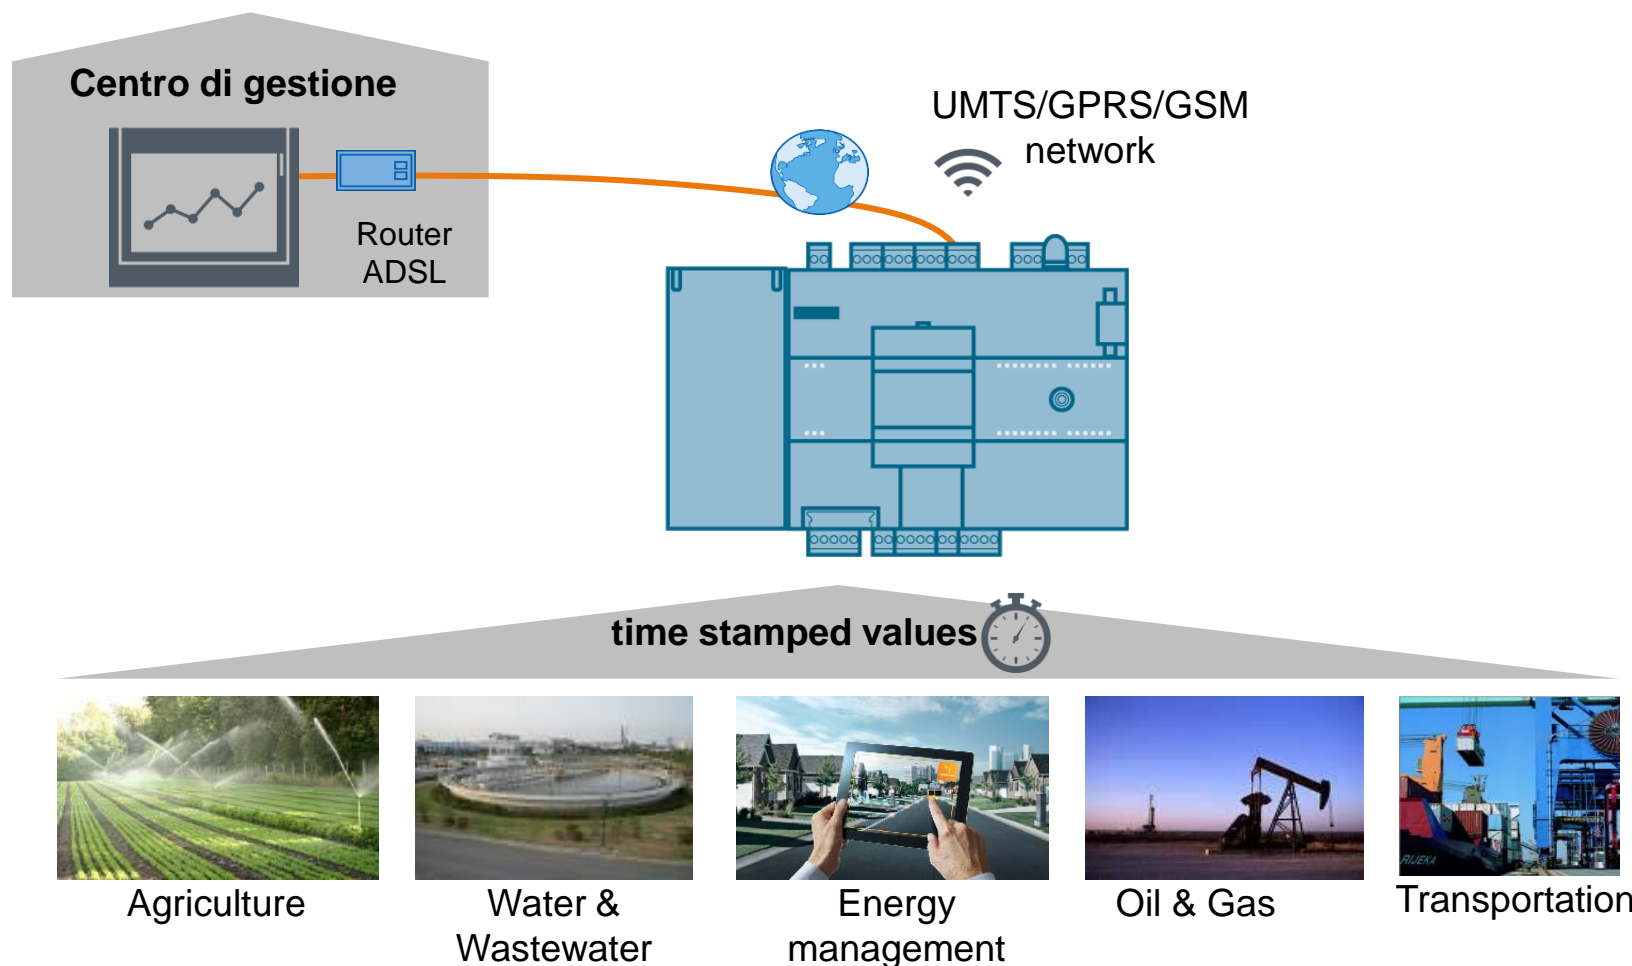 Centro di gestione
UMTS/GPRS/GSM
network
Router
ADSL
time stamped values
RIJEKA
Agriculture
Water &
Wastewater
Energy
management
Oil & Gas
Transportation